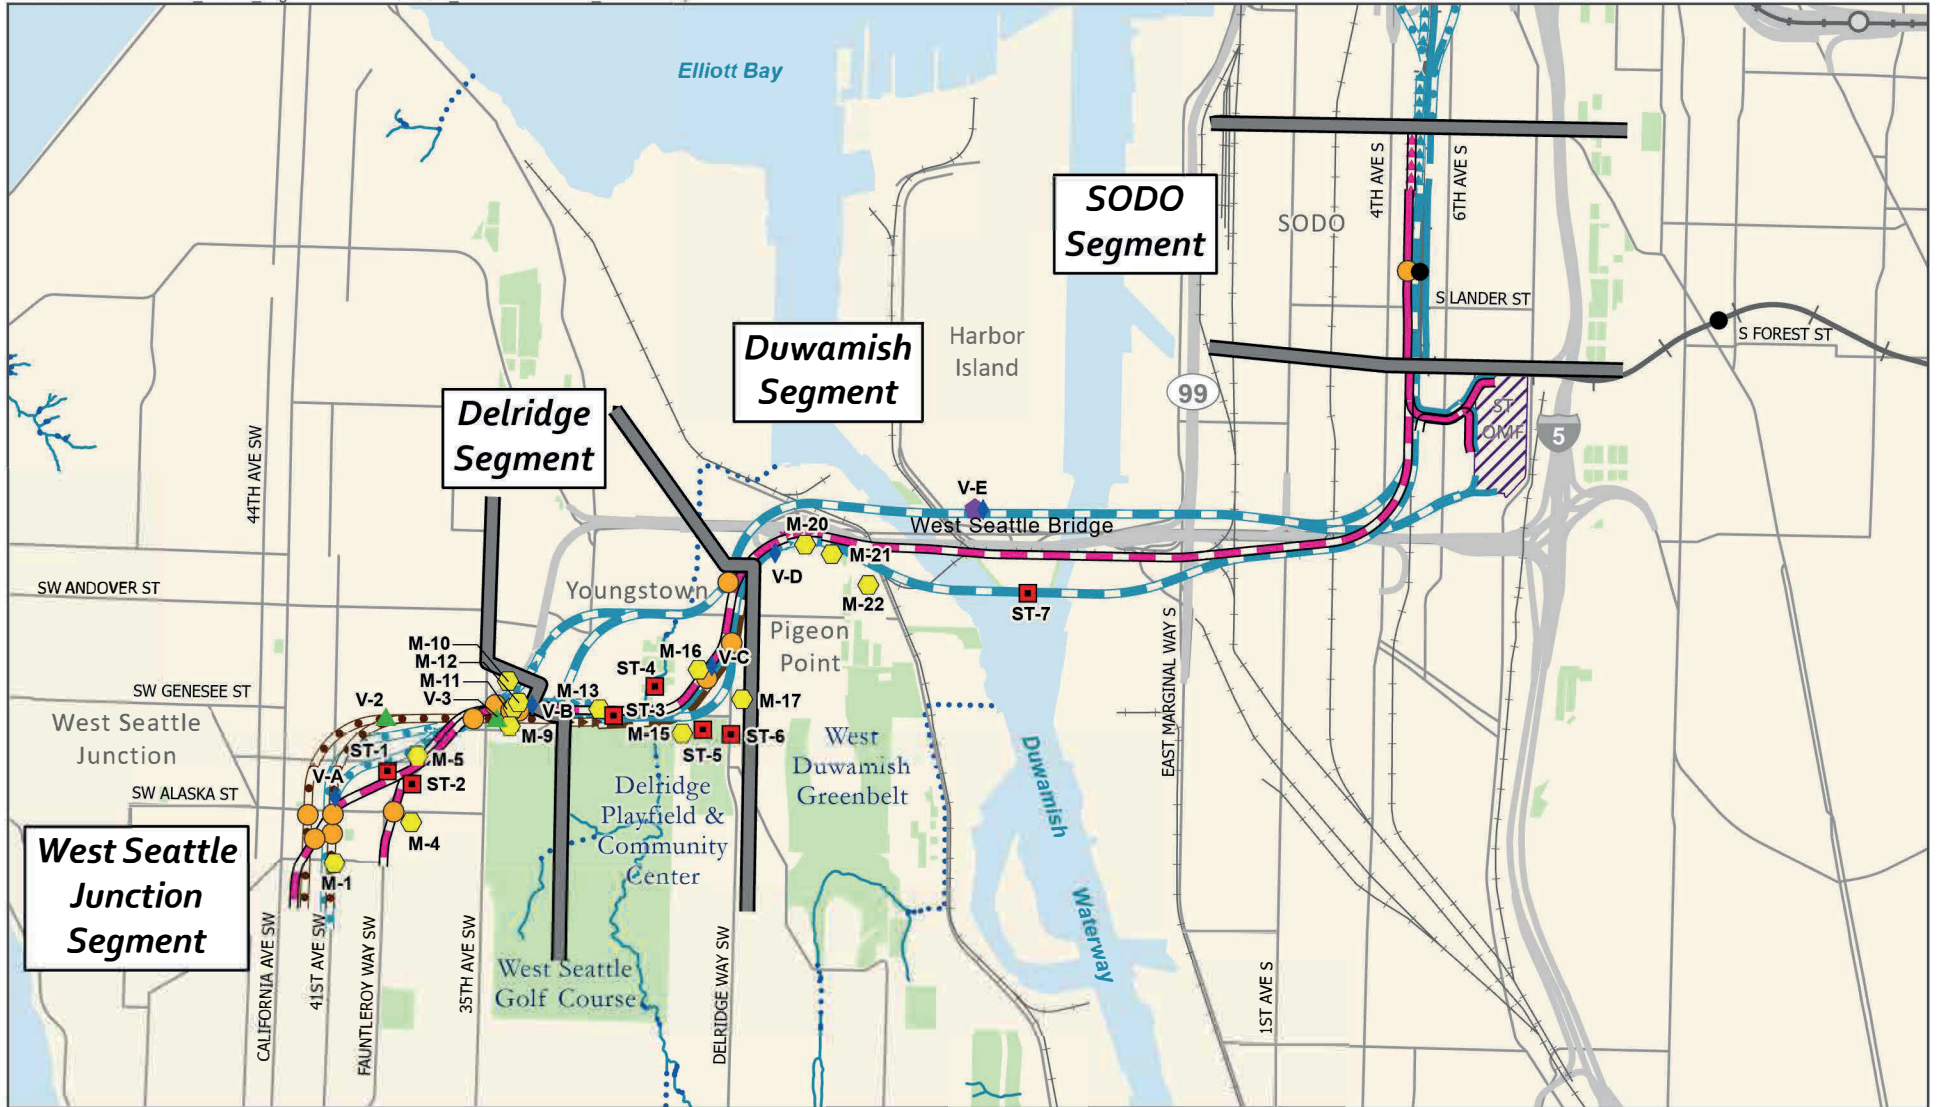 Elliott Bay
SODO
Segment
SODO
4TH AVE S
6TH AVE S
S LANDER ST
S FOREST ST
Harbor
Island
Duwamish
Segment
99
ST
OMF
5
Delridge
Segment
44TH AVE SW
V-E
West Seattle Bridge
M-20
M-21
V-D
M-22
ST-7
SW ANDOVER ST
Youngstown
Pigeon
Point
EAST MARGINAL WAY S
M-10
M-12
M-11
V-3
M-16
V-C
ST-4
M-13
ST-3
V-B
M-9
M-15
ST-5
ST-6
M-17
SW GENESEE ST
V-2
West Seattle
Junction
ST-1
M-5
V-A
ST-2
SW ALASKA ST
M-4
M-1
West
Duwamish
Greenbelt
Delridge
Playfield &
Community
Center
Duwamish
Waterway
West Seattle
Junction
Segment
West Seattle
Golf Course
CALIFORNIA AVE SW
41ST AVE SW
FAUNTLEROY WAY SW
35TH AVE SW
DELRIDGE WAY SW
1ST AVE S